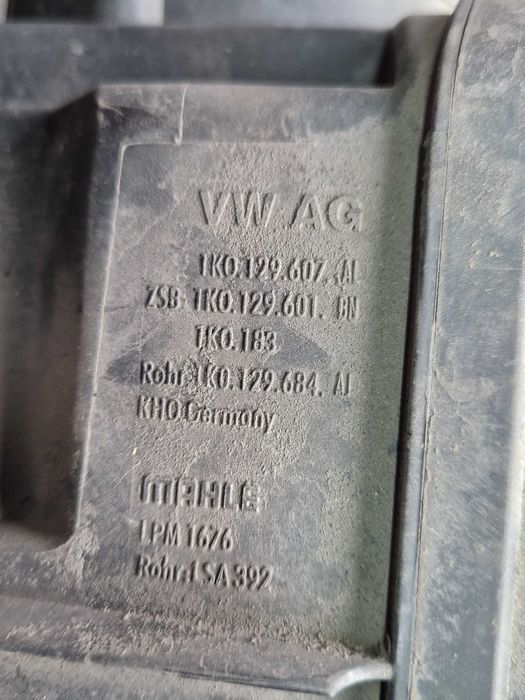 VW AG
1K0.129.607. AL
ZSB 1K0.129.601. BN
1K0.183
Rohr 1K0.129.684. AJ
KHO Germany
MAHLE
LPM 1676
Rohr:LSA 392